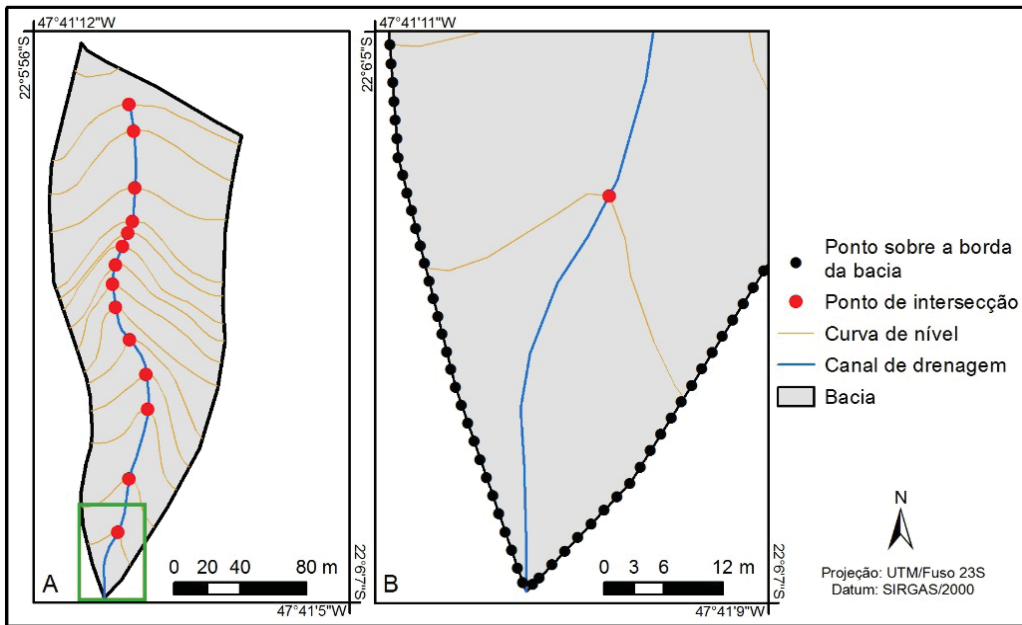 47°41'12"W
22°5'56"S
A
0 20 40 80 m
22°6'7"S
47°41'5"W
47°41'11"W
22°6'5"S
B
0 3 6 12 m
22°6'7"S
47°41'9"W
Ponto sobre a borda
da bacia
Ponto de intersecção
Curva de nível
Canal de drenagem
Bacia
N
Projeção: UTM/Fuso 23S
Datum: SIRGAS/2000